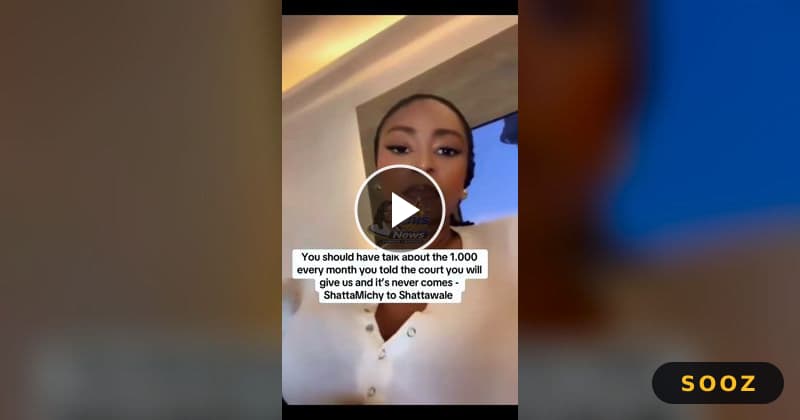 News
You should have talk about the 1.000
every month you told the court you will
give us and it's never comes -
ShattaMichy to Shattawale
SOOZ